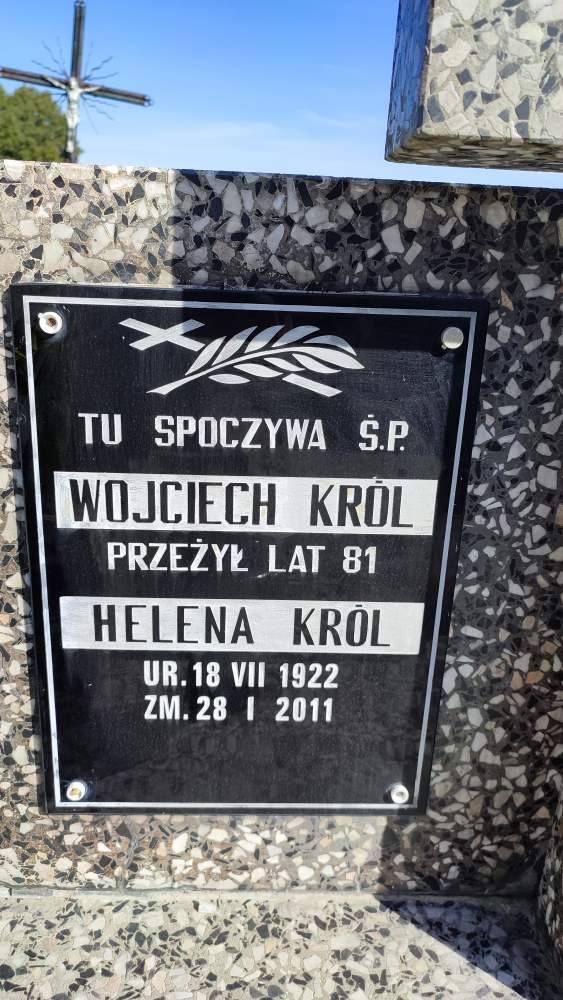 TU SPOCZYWA Ś.P.
WOJCIECH KRÓL
PRZEŻYŁ LAT 81
HELENA KRÓL
UR. 18 VII 1922
ZM. 28 I 2011